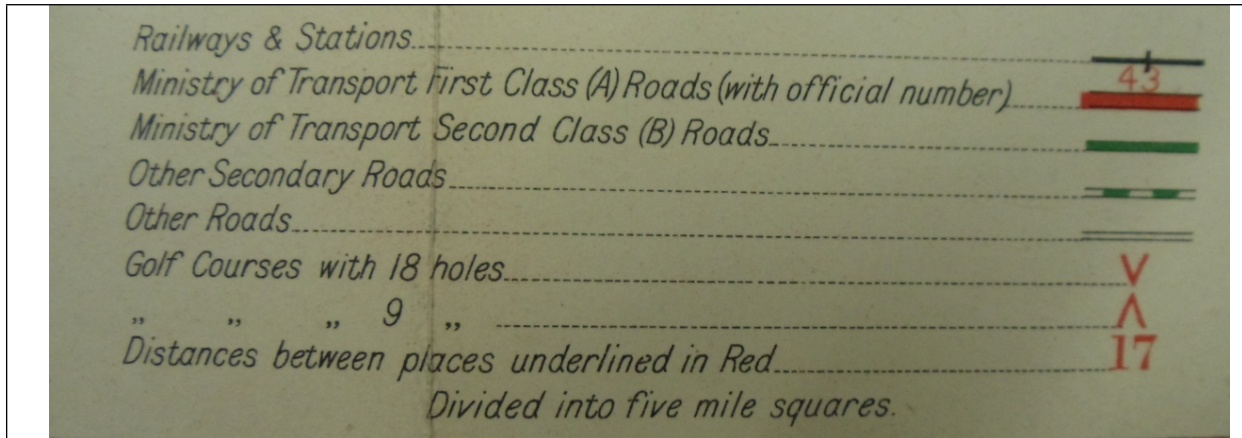 Railways & Stations
43
Ministry of Transport First Class (A) Roads (with official number)
Ministry of Transport Second Class (B) Roads
Other Secondary Roads
Other Roads
Golf Courses with 18 holes V
„ „ „ 9 „ Λ
Distances between places underlined in Red 17
Divided into five mile squares.